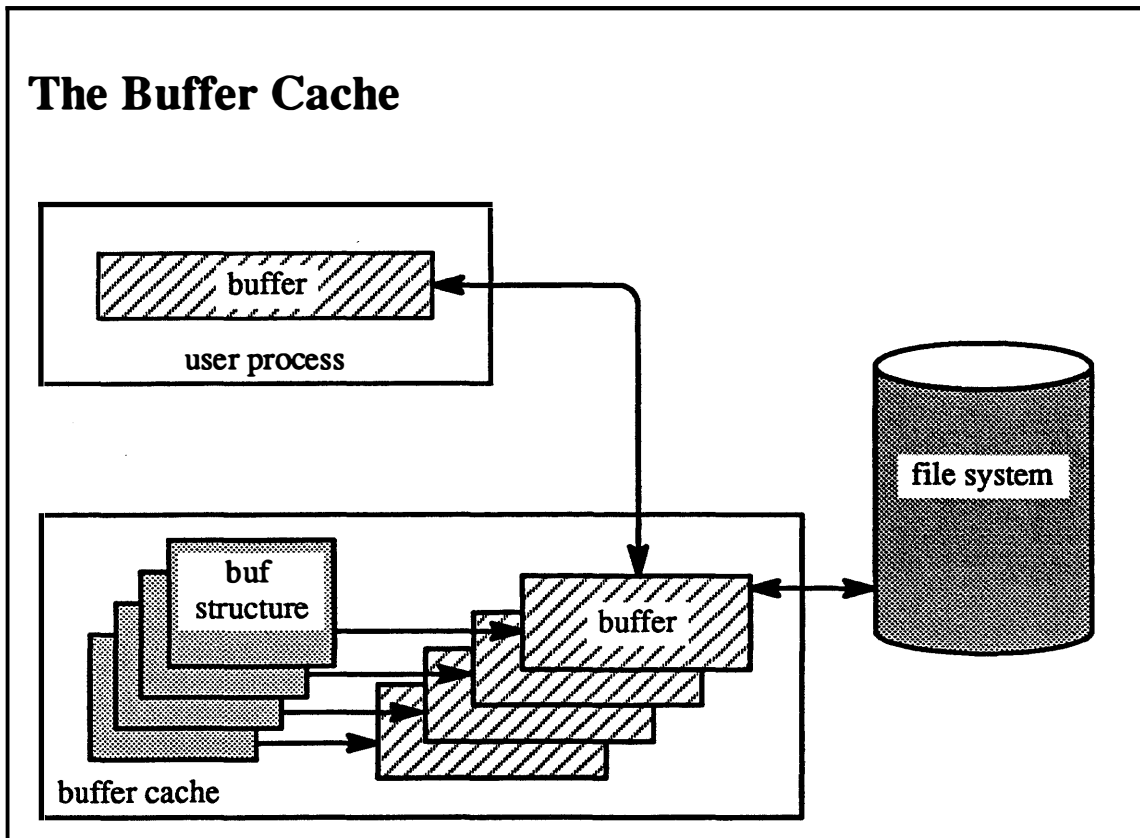 The Buffer Cache
buffer
user process
file system
buf
structure
buffer
buffer cache